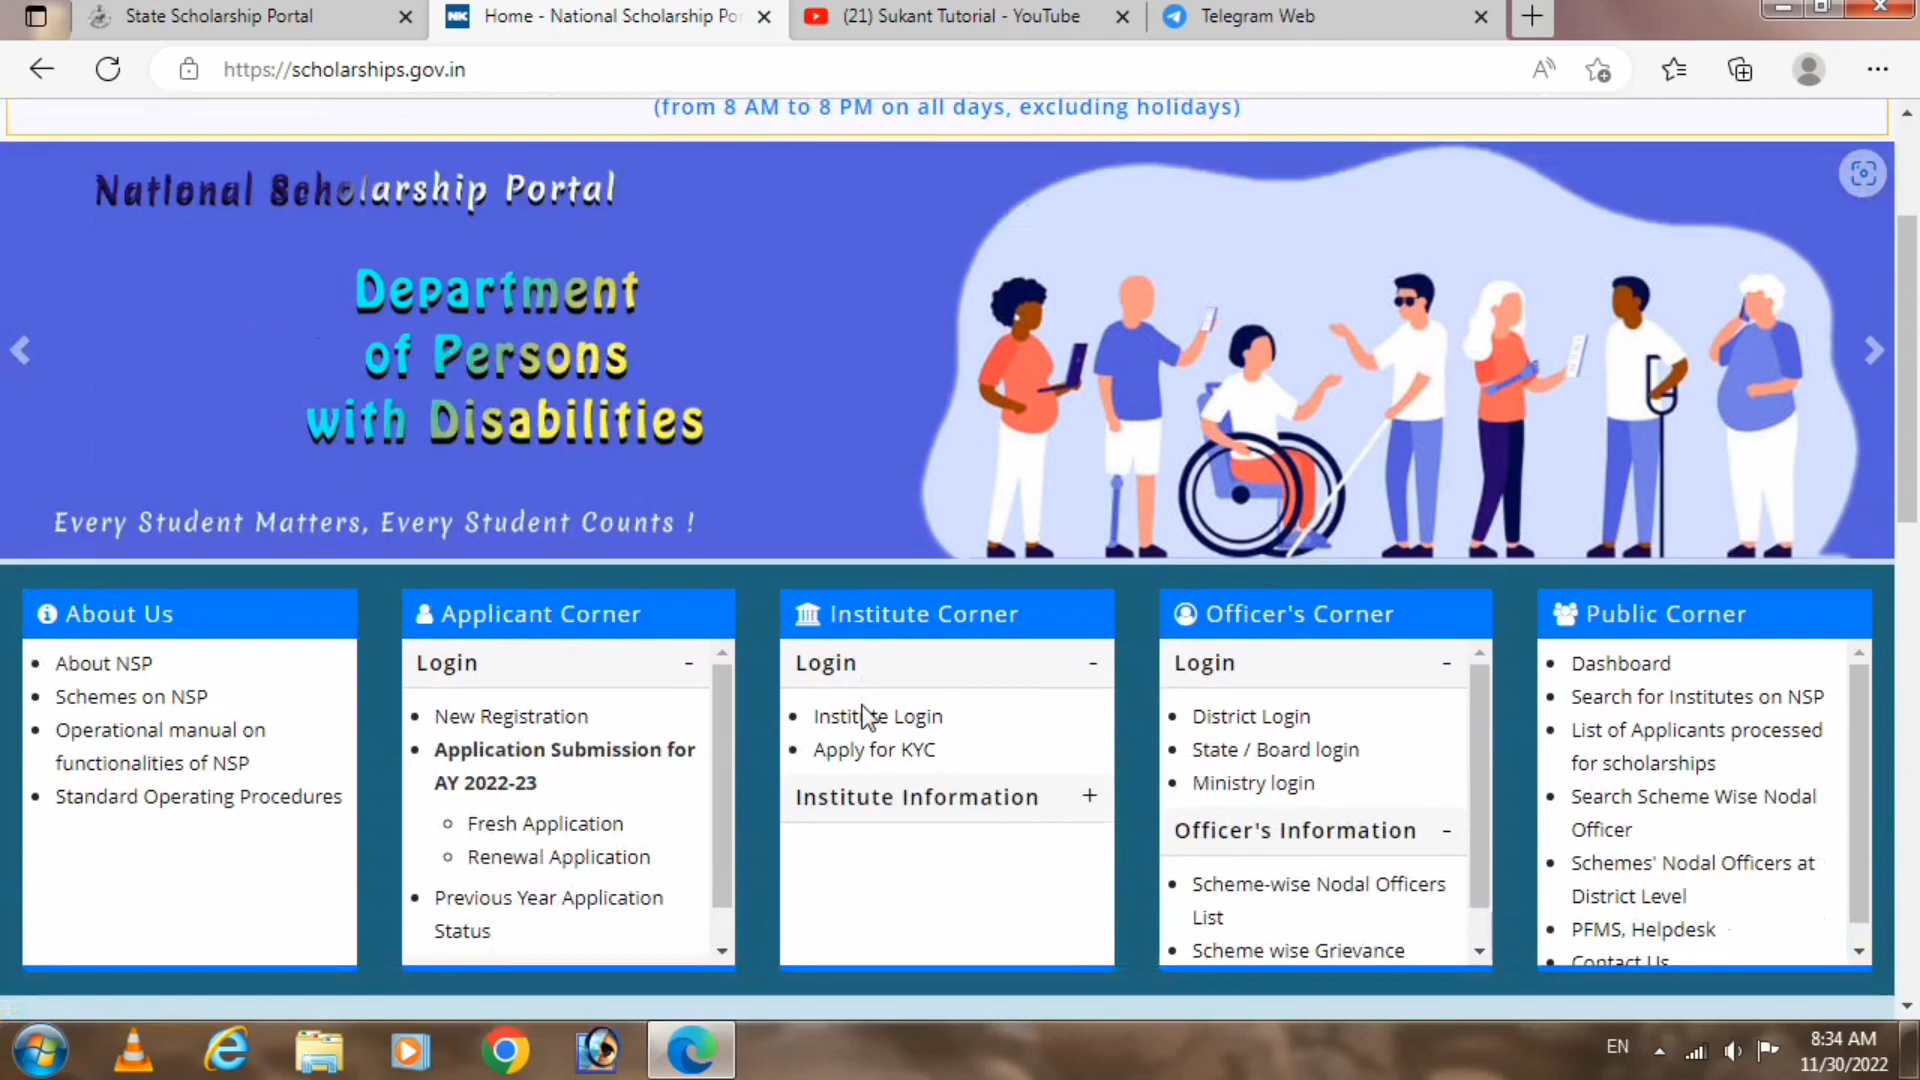 State Scholarship Portal
Home - National Scholarship Po
(21) Sukant Tutorial - YouTube
Telegram Web
https://scholarships.gov.in
(from 8 AM to 8 PM on all days, excluding holidays)
National Scholarship Portal
Department
of Persons
with Disabilities
Every Student Matters, Every Student Counts !
About Us
About NSP
Schemes on NSP
Operational manual on
functionalities of NSP
Standard Operating Procedures
Applicant Corner
Login -
New Registration
Application Submission for
AY 2022-23
Fresh Application
Renewal Application
Previous Year Application
Status
Institute Corner
Login -
Institute Login
Apply for KYC
Institute Information +
Officer's Corner
Login -
District Login
State / Board login
Ministry login
Officer's Information -
Scheme-wise Nodal Officers
List
Scheme wise Grievance
Public Corner
Dashboard
Search for Institutes on NSP
List of Applicants processed
for scholarships
Search Scheme Wise Nodal
Officer
Schemes' Nodal Officers at
District Level
PFMS, Helpdesk
Contact Us
EN
8:34 AM
11/30/2022